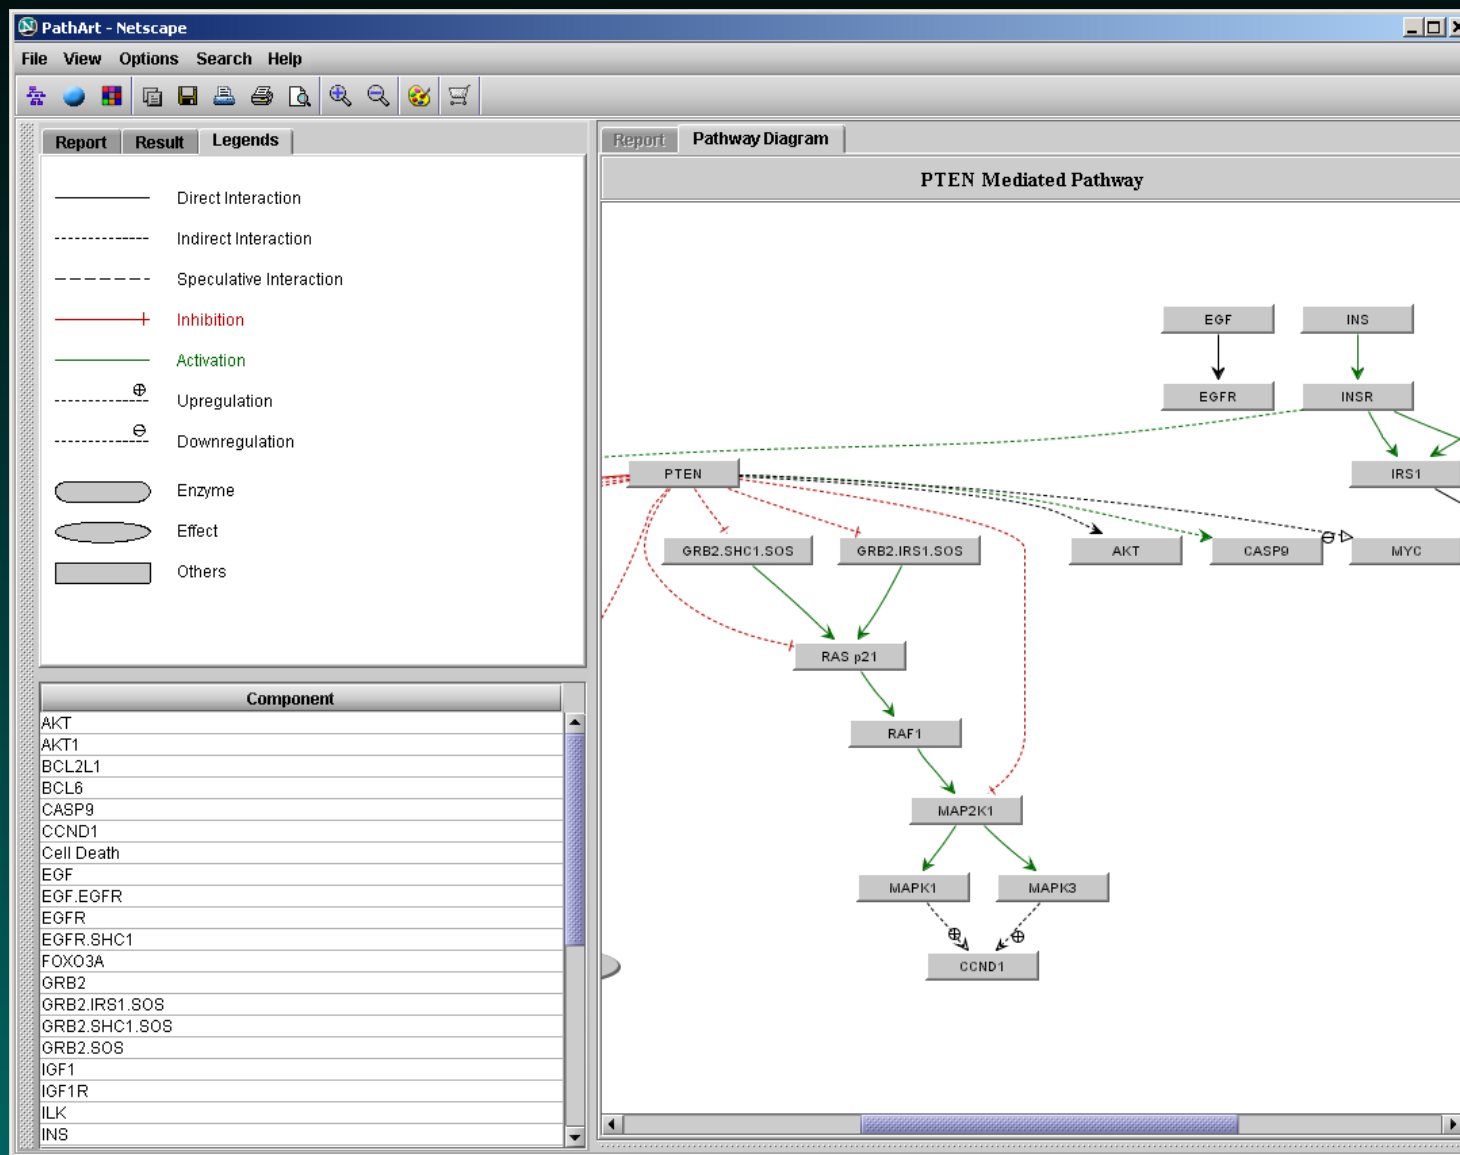 PathArt - Netscape
File View Options Search Help
Report Result Legends
Direct Interaction
Indirect Interaction
Speculative Interaction
Inhibition
Activation
Upregulation
Downregulation
Enzyme
Effect
Others
Component
AKT
AKT1
BCL2L1
BCL6
CASP9
CCND1
Cell Death
EGF
EGF.EGFR
EGFR
EGFR.SHC1
FOXO3A
GRB2
GRB2.IRS1.SOS
GRB2.SHC1.SOS
GRB2.SOS
IGF1
IGF1R
ILK
INS
Report Pathway Diagram
PTEN Mediated Pathway
EGF INS
EGFR INSR
PTEN IRS1
GRB2.SHC1.SOS GRB2.IRS1.SOS AKT CASP9 MYC
RAS p21
RAF1
MAP2K1
MAPK1 MAPK3
CCND1